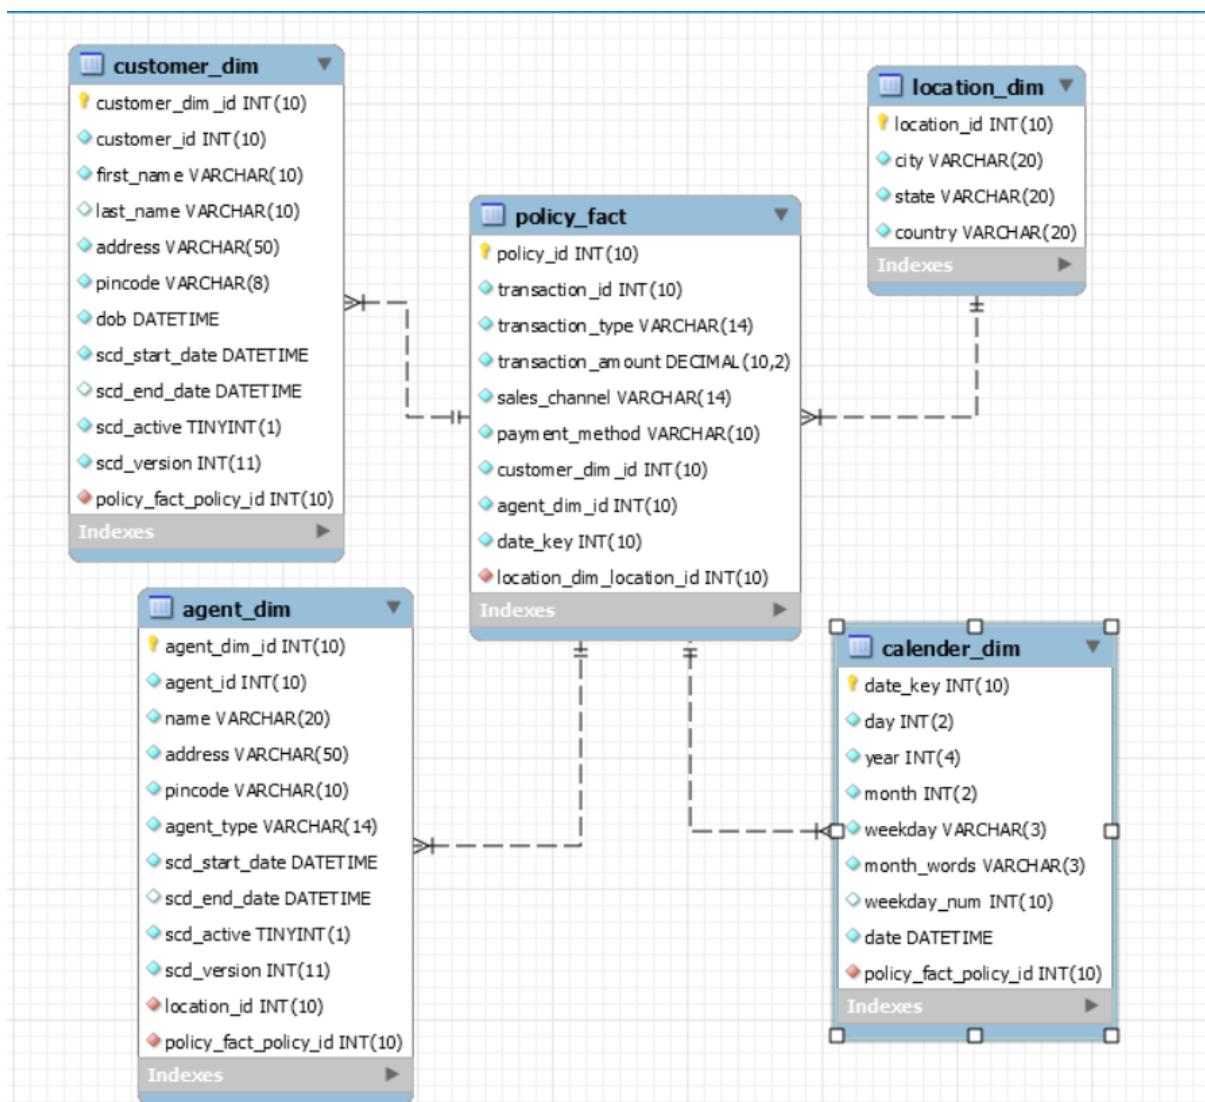 customer_dim
customer_dim_id INT(10)
customer_id INT(10)
first_name VARCHAR(10)
last_name VARCHAR(10)
address VARCHAR(50)
pincode VARCHAR(8)
dob DATETIME
scd_start_date DATETIME
scd_end_date DATETIME
scd_active TINYINT(1)
scd_version INT(11)
policy_fact_policy_id INT(10)
Indexes
location_dim
location_id INT(10)
city VARCHAR(20)
state VARCHAR(20)
country VARCHAR(20)
Indexes
policy_fact
policy_id INT(10)
transaction_id INT(10)
transaction_type VARCHAR(14)
transaction_amount DECIMAL(10,2)
sales_channel VARCHAR(14)
payment_method VARCHAR(10)
customer_dim_id INT(10)
agent_dim_id INT(10)
date_key INT(10)
location_dim_location_id INT(10)
Indexes
agent_dim
agent_dim_id INT(10)
agent_id INT(10)
name VARCHAR(20)
address VARCHAR(50)
pincode VARCHAR(10)
agent_type VARCHAR(14)
scd_start_date DATETIME
scd_end_date DATETIME
scd_active TINYINT(1)
scd_version INT(11)
location_id INT(10)
policy_fact_policy_id INT(10)
Indexes
calender_dim
date_key INT(10)
day INT(2)
year INT(4)
month INT(2)
weekday VARCHAR(3)
month_words VARCHAR(3)
weekday_num INT(10)
date DATETIME
policy_fact_policy_id INT(10)
Indexes